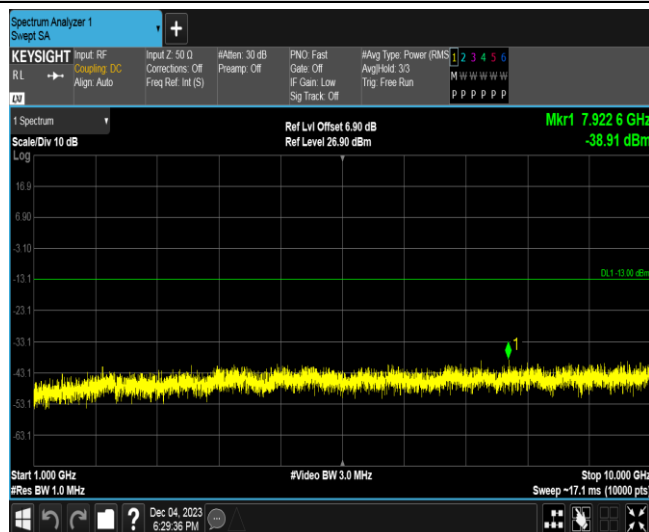 Spectrum Analyzer 1
Swept SA
KEYSIGHT Input: RF Input Z: 50 Ω #Atten: 30 dB PNO: Fast #Avg Type: Power (RMS 1 2 3 4 5 6
RL Coupling: DC Corrections: Off Preamp: Off Gate: Off Avg|Hold: 3/3 M W W W W W
Align: Auto Freq Ref: Int (S) IF Gain: Low Trig: Free Run
Sig Track: Off P P P P P P
LXI
1 Spectrum Ref Lvl Offset 6.90 dB Mkr1 7.922 6 GHz
Scale/Div 10 dB Ref Level 26.90 dBm -38.91 dBm
Log
16.9
6.90
-3.10
-13.1 DL1 -13.00 dBm
-23.1
-33.1
1
-43.1
-53.1
-63.1
Start 1.000 GHz #Video BW 3.0 MHz Stop 10.000 GHz
#Res BW 1.0 MHz Sweep ~17.1 ms (10000 pts)
? Dec 04, 2023
6:29:36 PM